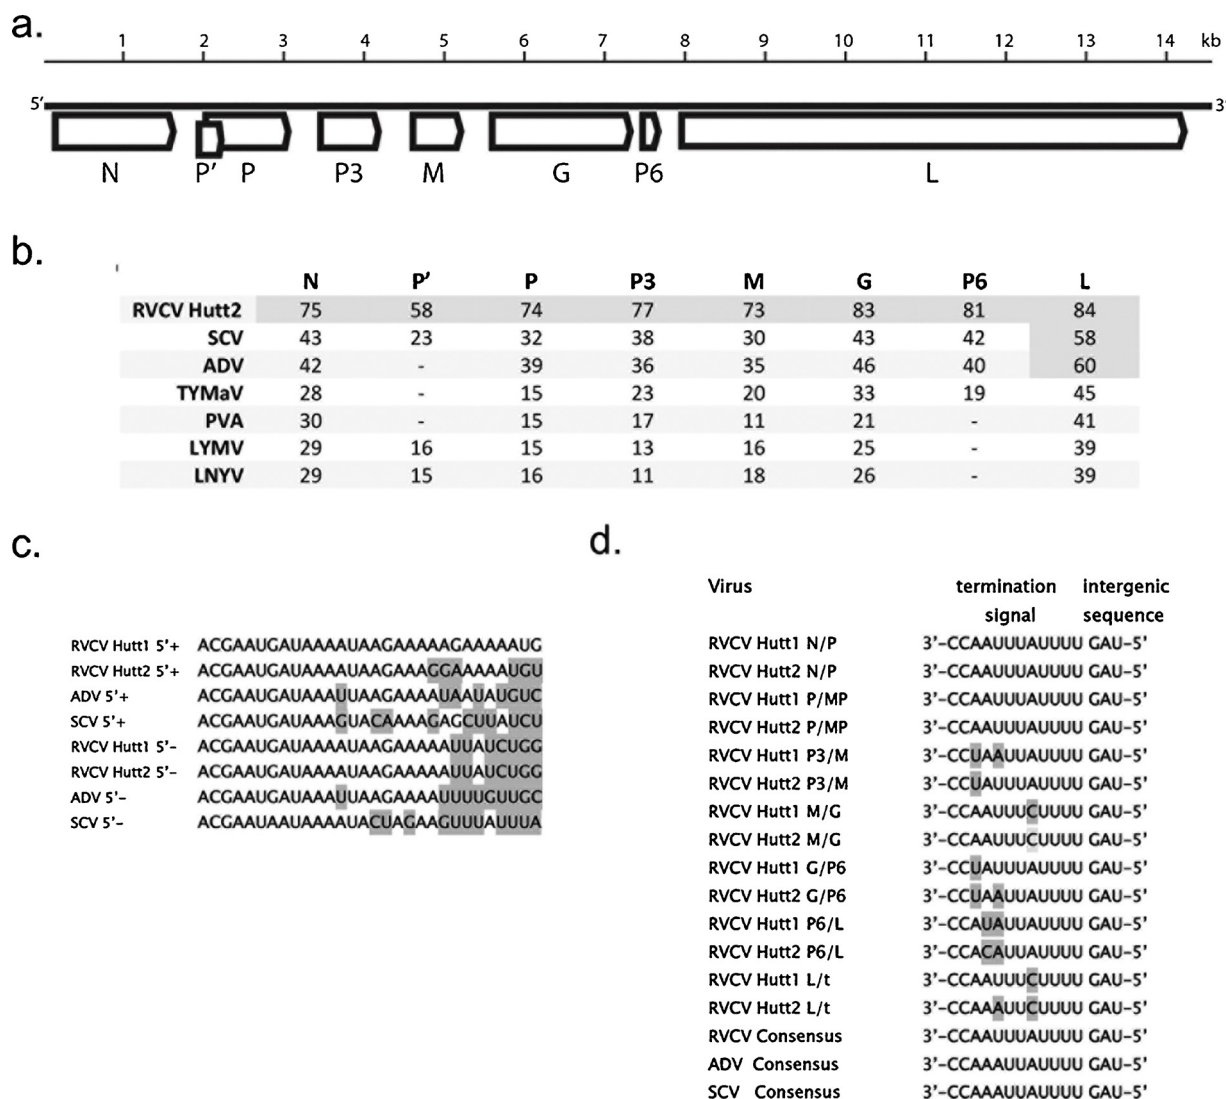 a.
1 2 3 4 5 6 7 8 9 10 11 12 13 14 kb
5' 3'
N P' P P3 M G P6 L
b.
N P' P P3 M G P6 L
RVCV Hutt2 75 58 74 77 73 83 81 84
SCV 43 23 32 38 30 43 42 58
ADV 42 - 39 36 35 46 40 60
TYMaV 28 - 15 23 20 33 19 45
PVA 30 - 15 17 11 21 - 41
LYMV 29 16 15 13 16 25 - 39
LNYV 29 15 16 11 18 26 - 39
c.
RVCV Hutt1 5'+ ACGAAUGAUAAAAUAAGAAAAAGAAAAAUG
RVCV Hutt2 5'+ ACGAAUGAUAAAAUAAGAAAGGAAAAAUGU
ADV 5'+ ACGAAUGAUAAAUUAAGAAAAUAAUAUGUC
SCV 5'+ ACGAAUGAUAAAGUACAAAAGAGCUUAUCU
RVCV Hutt1 5'- ACGAAUGAUAAAAUAAGAAAAAUUAUCUGG
RVCV Hutt2 5'- ACGAAUGAUAAAAUAAGAAAAAUUAUCUGG
ADV 5'- ACGAAUGAUAAAUUAAGAAAAUUUUGUUGC
SCV 5'- ACGAAUAAUAAAAUACUAGAAGUUUAUUUA
d.
Virus termination intergenic
signal sequence
RVCV Hutt1 N/P 3'-CCAAUUUAUUUU GAU-5'
RVCV Hutt2 N/P 3'-CCAAUUUAUUUU GAU-5'
RVCV Hutt1 P/MP 3'-CCAAUUUAUUUU GAU-5'
RVCV Hutt2 P/MP 3'-CCAAUUUAUUUU GAU-5'
RVCV Hutt1 P3/M 3'-CCUAAUUAUUUU GAU-5'
RVCV Hutt2 P3/M 3'-CCUAUUUAUUUU GAU-5'
RVCV Hutt1 M/G 3'-CCAAUUUCUUUU GAU-5'
RVCV Hutt2 M/G 3'-CCAAUUUCUUUU GAU-5'
RVCV Hutt1 G/P6 3'-CCUAUUUAUUUU GAU-5'
RVCV Hutt2 G/P6 3'-CCUAAUUAUUUU GAU-5'
RVCV Hutt1 P6/L 3'-CCAUAUUAUUUU GAU-5'
RVCV Hutt2 P6/L 3'-CCACAUUAUUUU GAU-5'
RVCV Hutt1 L/t 3'-CCAAUUUCUUUU GAU-5'
RVCV Hutt2 L/t 3'-CCAAAUUCUUUU GAU-5'
RVCV Consensus 3'-CCAAUUUAUUUU GAU-5'
ADV Consensus 3'-CCAAAUUAUUUU GAU-5'
SCV Consensus 3'-CCAAAUUAUUUU GAU-5'